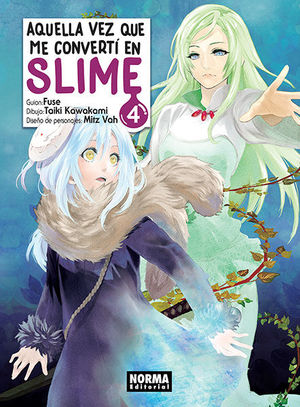 AQUELLA VEZ QUE
ME CONVERTÍ EN
SLIME
Guion: Fuse
Dibujo: Taiki Kawakami
Diseño de personajes: Mitz Vah
4
NORMA
Editorial